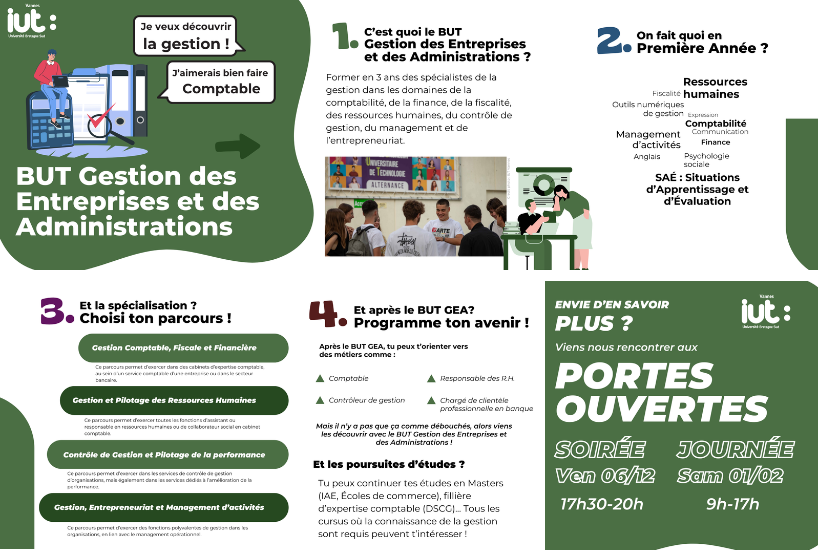 Vannes
iut:
Université Bretagne Sud
Je veux découvrir
la gestion !
J'aimerais bien faire
Comptable
BUT Gestion des
Entreprises et des
Administrations
1.
C'est quoi le BUT
Gestion des Entreprises
et des Administrations ?
Former en 3 ans des spécialistes de la
gestion dans les domaines de la
comptabilité, de la finance, de la fiscalité,
des ressources humaines, du contrôle de
gestion, du management et de
l'entrepreneuriat.
UNIVERSITAIRE
DE TECHNOLOGIE
ALTERNANCE
2.
On fait quoi en
Première Année ?
Ressources
humaines
Fiscalité
Outils numériques
de gestion
Expression
Comptabilité
Communication
Management
d'activités
Finance
Anglais
Psychologie
sociale
SAÉ : Situations
d'Apprentissage et
d'Évaluation
3.
Et la spécialisation ?
Choisi ton parcours !
Gestion Comptable, Fiscale et Financière
Ce parcours permet d'exercer dans des cabinets d'expertise comptable,
au sein d'un service comptable d'une entreprise ou dans le secteur
bancaire.
Gestion et Pilotage des Ressources Humaines
Ce parcours permet d'exercer toutes les fonctions d'assistant ou
responsable en ressources humaines ou de collaborateur social en cabinet
comptable.
Contrôle de Gestion et Pilotage de la performance
Ce parcours permet d'exercer dans les services de contrôle de gestion
d'organisations, mais également dans les services dédiés à l'amélioration de la
performance.
Gestion, Entrepreneuriat et Management d'activités
Ce parcours permet d'exercer des fonctions polyvalentes de gestion dans les
organisations, en lien avec le management opérationnel.
4.
Et après le BUT GEA?
Programme ton avenir !
Après le BUT GEA, tu peux t'orienter vers
des métiers comme :
Comptable
Responsable des R.H.
Contrôleur de gestion
Chargé de clientèle
professionnelle en banque
Mais il n'y a pas que ça comme débouchés, alors viens
les découvrir avec le BUT Gestion des Entreprises et
des Administrations !
Et les poursuites d'études ?
Tu peux continuer tes études en Masters
(IAE, Écoles de commerce), fillière
d'expertise comptable (DSCG)... Tous les
cursus où la connaissance de la gestion
sont requis peuvent t'intéresser !
ENVIE D'EN SAVOIR
PLUS ?
Vannes
iut:
Université Bretagne Sud
Viens nous rencontrer aux
PORTES
OUVERTES
SOIRÉE
Ven 06/12
17h30-20h
JOURNÉE
Sam 01/02
9h-17h